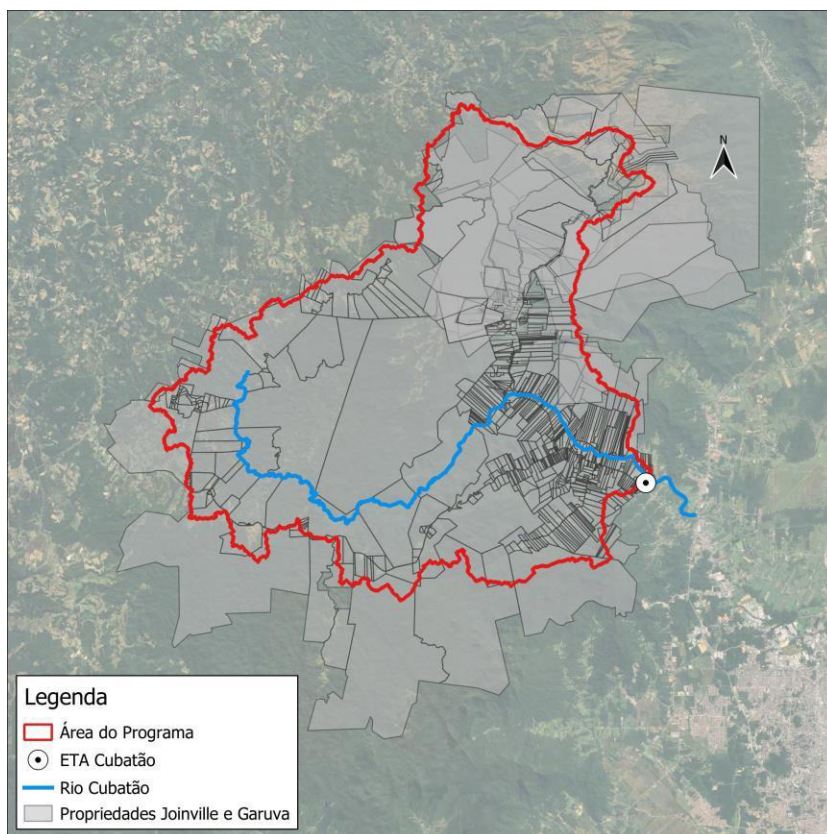 N
Legenda
Área do Programa
ETA Cubatão
Rio Cubatão
Propriedades Joinville e Garuva